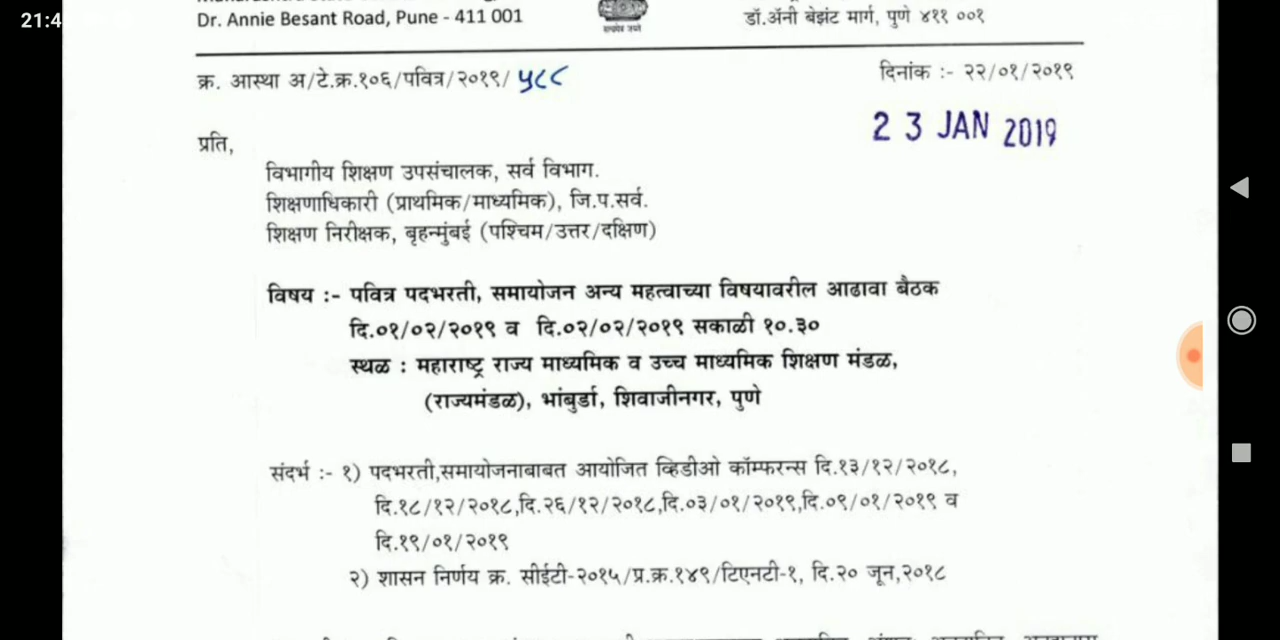 21:4
Dr. Annie Besant Road, Pune - 411 001
सत्यमेव जयते
डॉ.ॲनी बेझंट मार्ग, पुणे ४११ ००१
क्र. आस्था अ/टे.क्र.१०६/पवित्र/२०१९/ ५८८
दिनांक :- २२/०१/२०१९
23 JAN 2019
प्रति,
विभागीय शिक्षण उपसंचालक, सर्व विभाग.
शिक्षणाधिकारी (प्राथमिक/माध्यमिक), जि.प.सर्व.
शिक्षण निरीक्षक, बृहन्मुंबई (पश्चिम/उत्तर/दक्षिण)
विषय :- पवित्र पदभरती, समायोजन अन्य महत्वाच्या विषयावरील आढावा बैठक
दि.०१/०२/२०१९ व दि.०२/०२/२०१९ सकाळी १०.३०
स्थळ : महाराष्ट्र राज्य माध्यमिक व उच्च माध्यमिक शिक्षण मंडळ,
(राज्यमंडळ), भांबुर्डा, शिवाजीनगर, पुणे
संदर्भ :- १) पदभरती,समायोजनाबाबत आयोजित व्हिडीओ कॉम्फरन्स दि.१३/१२/२०१८,
दि.१८/१२/२०१८,दि.२६/१२/२०१८,दि.०३/०१/२०१९,दि.०९/०१/२०१९ व
दि.१९/०१/२०१९
२) शासन निर्णय क्र. सीईटी-२०१५/प्र.क्र.१४९/टिएनटी-१, दि.२० जून,२०१८